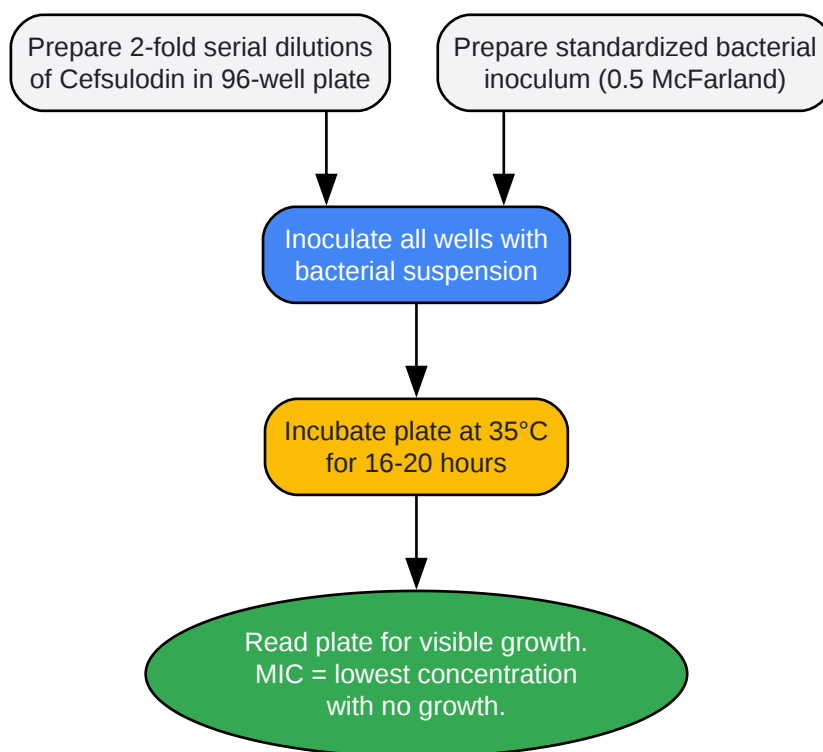 Prepare 2-fold serial dilutions
of Cefsulodin in 96-well plate
Prepare standardized bacterial
inoculum (0.5 McFarland)
Inoculate all wells with
bacterial suspension
Incubate plate at 35°C
for 16-20 hours
Read plate for visible growth.
MIC = lowest concentration
with no growth.